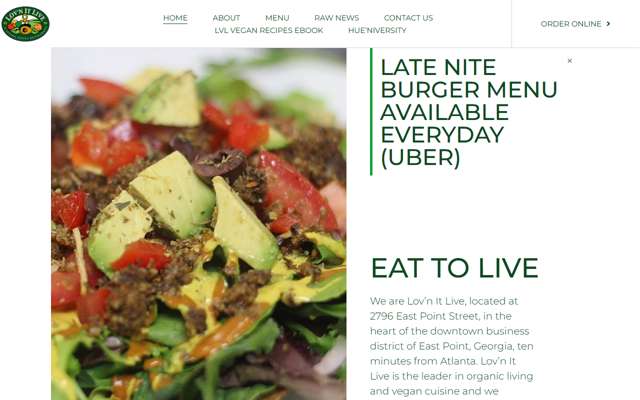 LOV'N IT LIVE
HOME ABOUT MENU RAW NEWS CONTACT US
LVL VEGAN RECIPES EBOOK HUE'NIVERSITY
ORDER ONLINE
LATE NITE
BURGER MENU
AVAILABLE
EVERYDAY
(UBER)
EAT TO LIVE
We are Lov’n It Live, located at
2796 East Point Street, in the
heart of the downtown business
district of East Point, Georgia, ten
minutes from Atlanta. Lov’n It
Live is the leader in organic living
and vegan cuisine and we